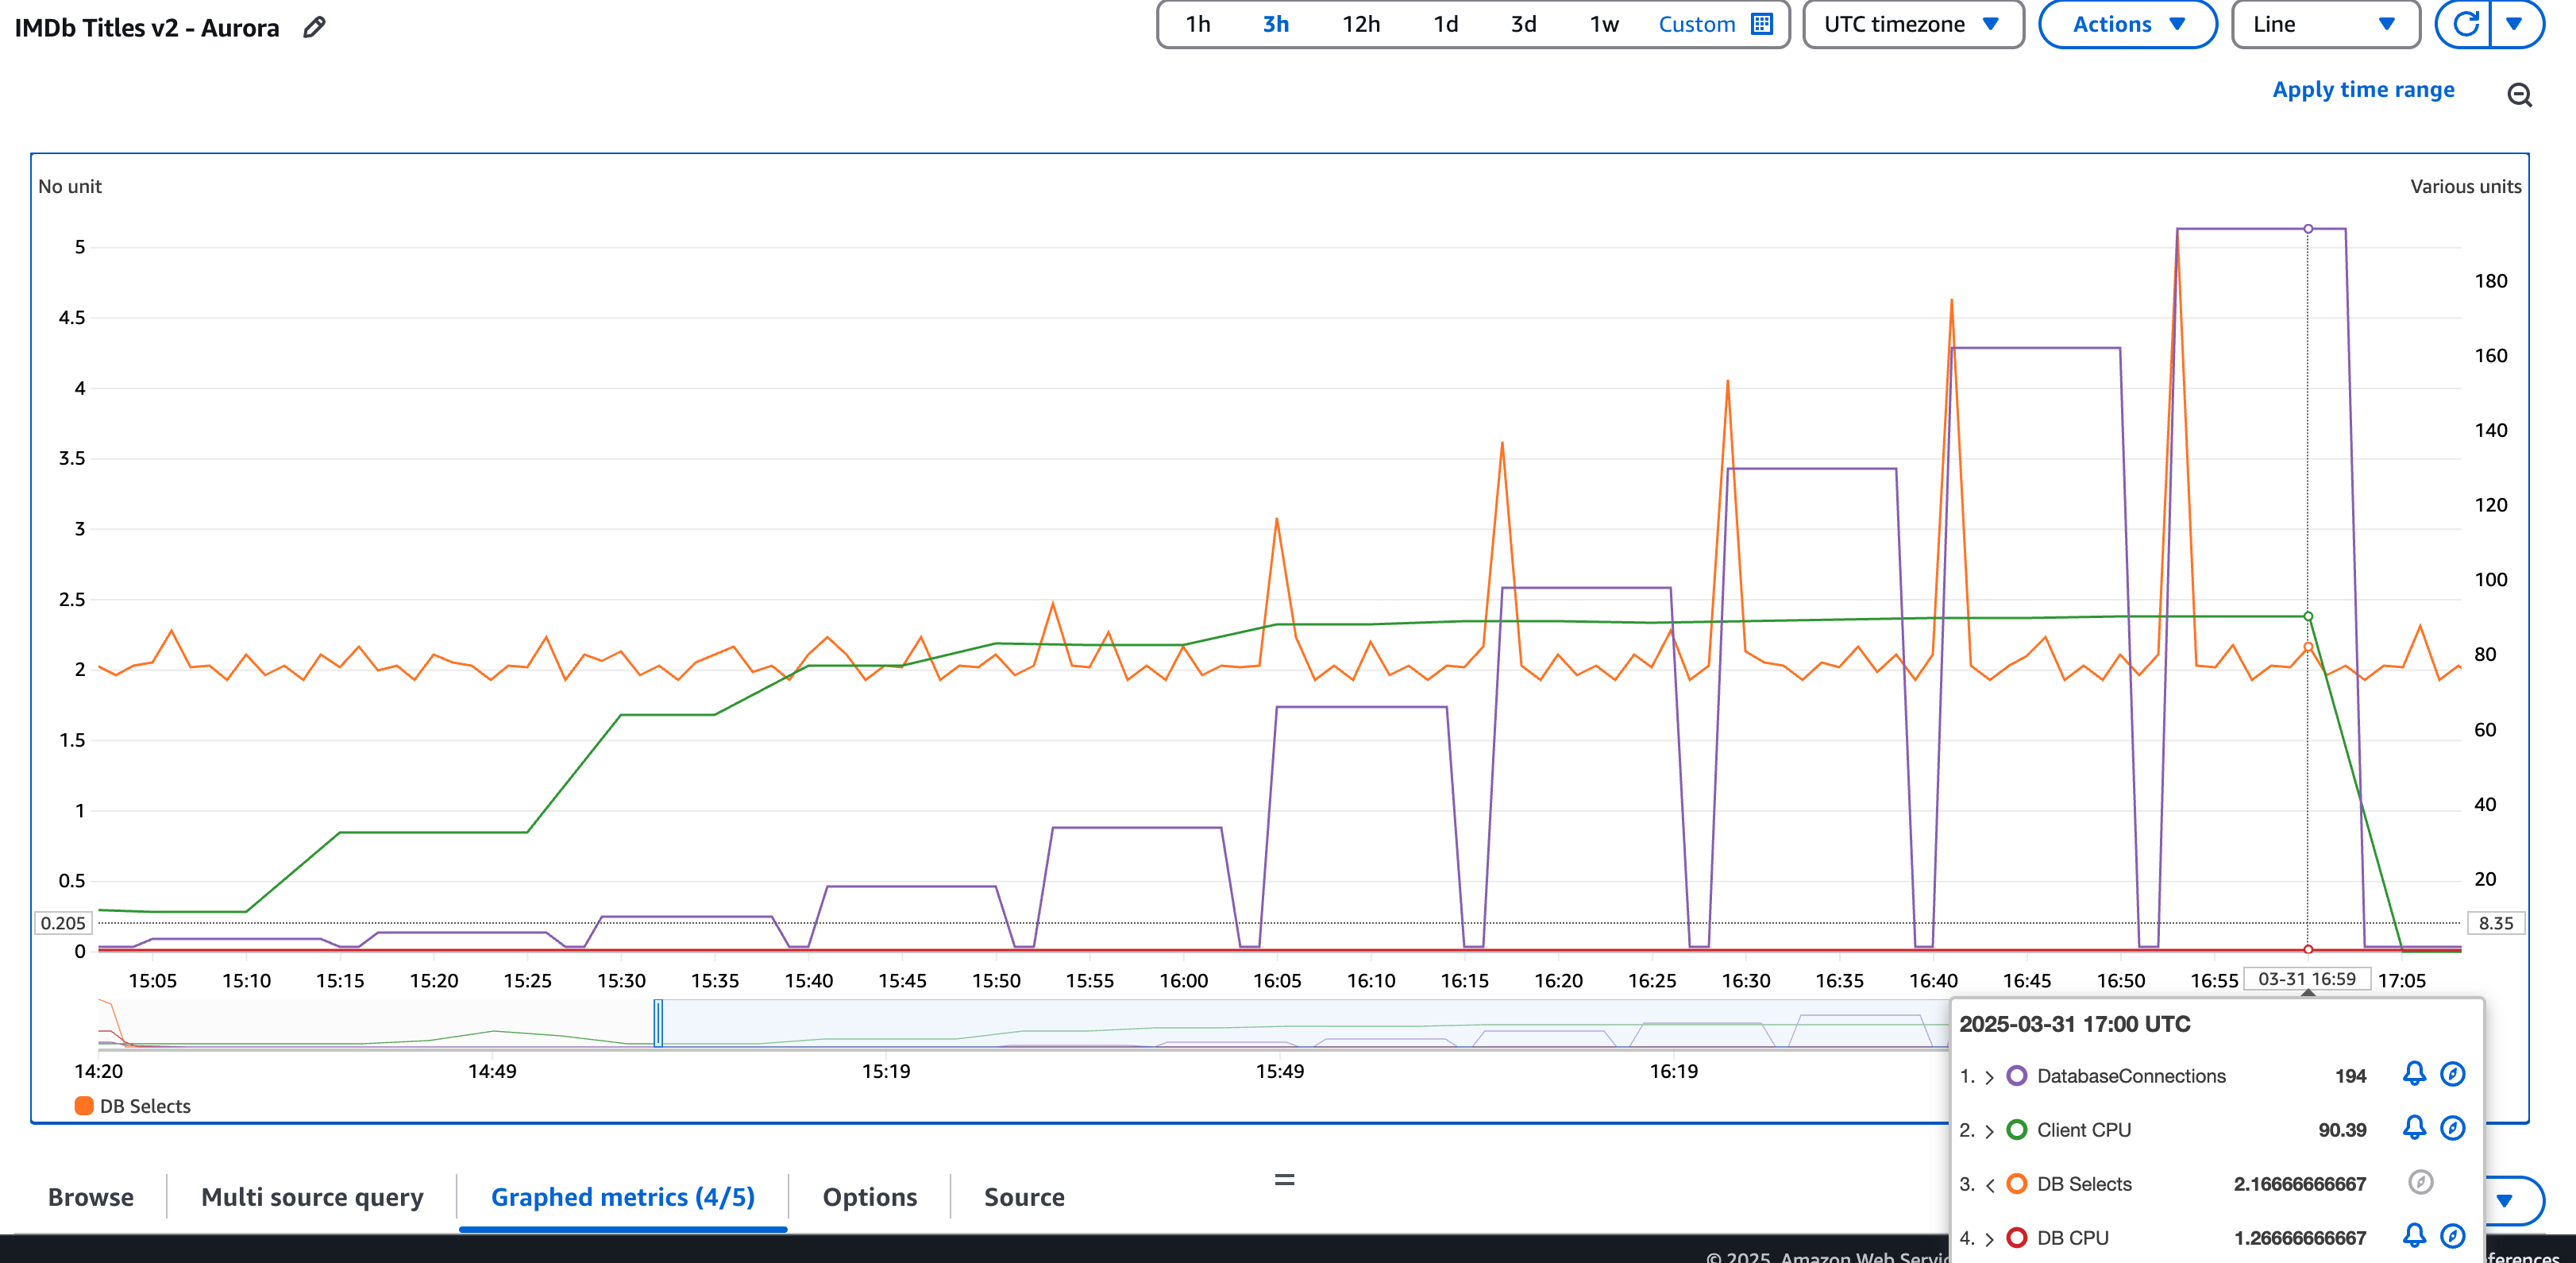 IMDb Titles v2 - Aurora
1h 3h 12h 1d 3d 1w Custom UTC timezone Actions Line
Apply time range
No unit Various units
5
4.5
4
3.5
3
2.5
2
1.5
1
0.5
0.205
0
180
160
140
120
100
80
60
40
20
8.35
15:05 15:10 15:15 15:20 15:25 15:30 15:35 15:40 15:45 15:50 15:55 16:00 16:05 16:10 16:15 16:20 16:25 16:30 16:35 16:40 16:45 16:50 16:55 03-31 16:59 17:05
14:20 14:49 15:19 15:49 16:19
DB Selects
2025-03-31 17:00 UTC
1. > DatabaseConnections 194
2. > Client CPU 90.39
3. < DB Selects 2.16666666667
4. > DB CPU 1.26666666667
Browse Multi source query Graphed metrics (4/5) Options Source
© 2025, Amazon Web Servic
ferences